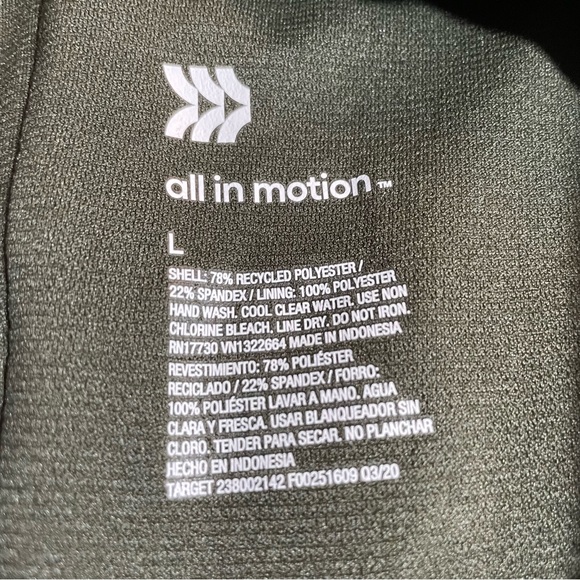 all in motion™
L
SHELL: 78% RECYCLED POLYESTER /
22% SPANDEX / LINING: 100% POLYESTER
HAND WASH. COOL CLEAR WATER. USE NON
CHLORINE BLEACH. LINE DRY. DO NOT IRON.
RN17730 VN1322664 MADE IN INDONESIA
REVESTIMIENTO: 78% POLIÉSTER
RECICLADO / 22% SPANDEX / FORRO:
100% POLIÉSTER LAVAR A MANO. AGUA
CLARA Y FRESCA. USAR BLANQUEADOR SIN
CLORO. TENDER PARA SECAR. NO PLANCHAR
HECHO EN INDONESIA
TARGET 238002142 F00251609 Q3/20